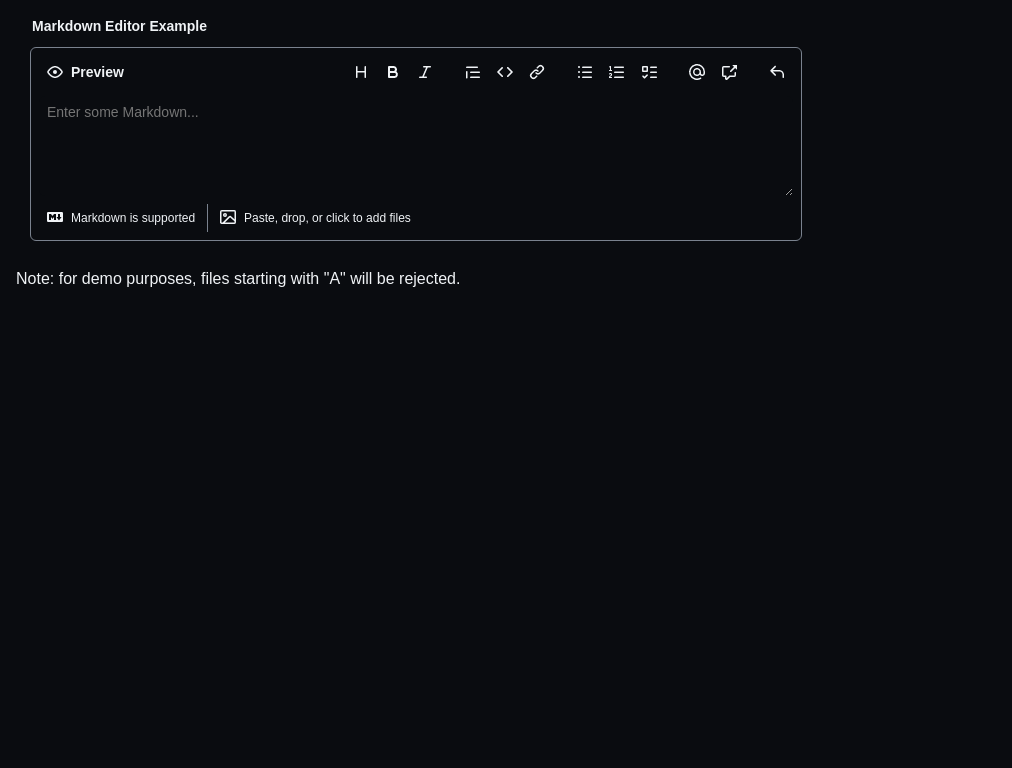 Markdown Editor Example
Preview
Enter some Markdown...
Markdown is supported
Paste, drop, or click to add files
Note: for demo purposes, files starting with "A" will be rejected.